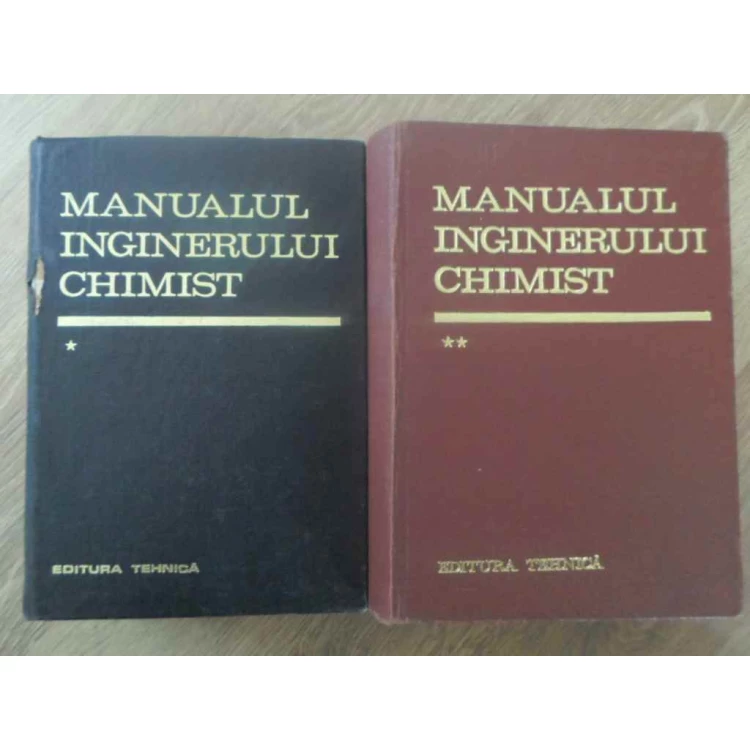 MANUALUL
INGINERULUI
CHIMIST
*
EDITURA TEHNICĂ
MANUALUL
INGINERULUI
CHIMIST
**
EDITURA TEHNICĂ